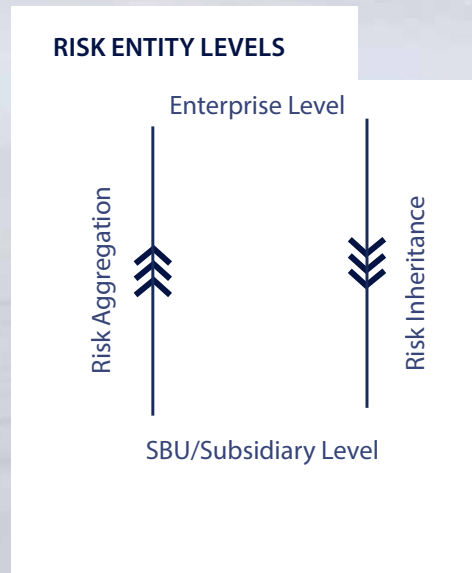 RISK ENTITY LEVELS
Enterprise Level
Risk Aggregation
Risk Inheritance
SBU/Subsidiary Level